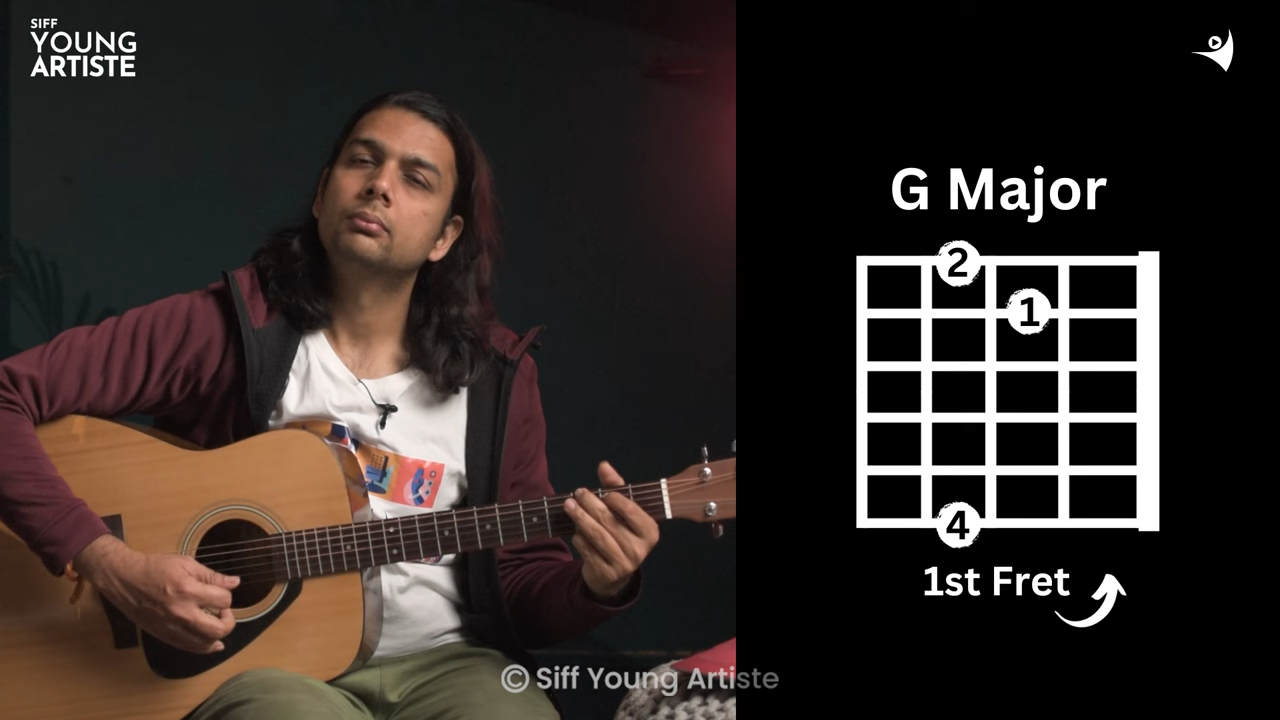 SIFF
YOUNG
ARTISTE
G Major
2
1
4
1st Fret
© Siff Young Artiste